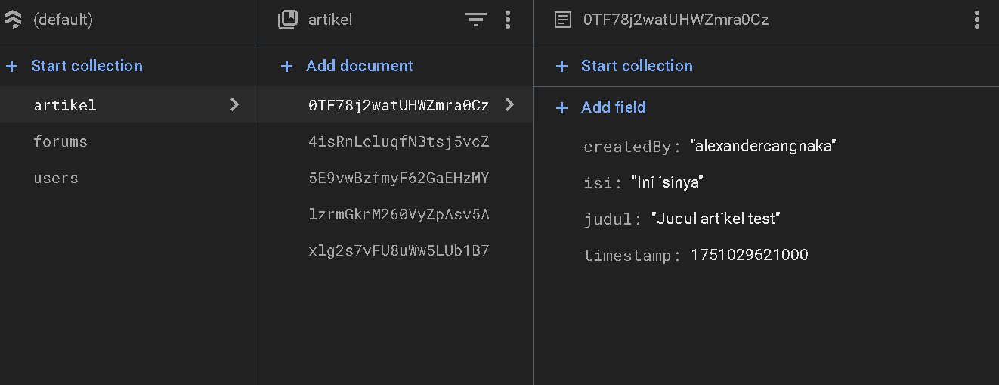 (default)
artikel
0TF78j2watUHWZmra0Cz
+ Start collection
+ Add document
+ Start collection
artikel
forums
users
0TF78j2watUHWZmra0Cz
4isRnLcluqfNBtsj5vcZ
5E9vwBzfmyF62GaEHzMY
lzrmGknM260VyZpAsv5A
xlg2s7vFU8uWw5LUb1B7
+ Add field
createdBy: "alexandercangnaka"
isi: "Ini isinya"
judul: "Judul artikel test"
timestamp: 1751029621000